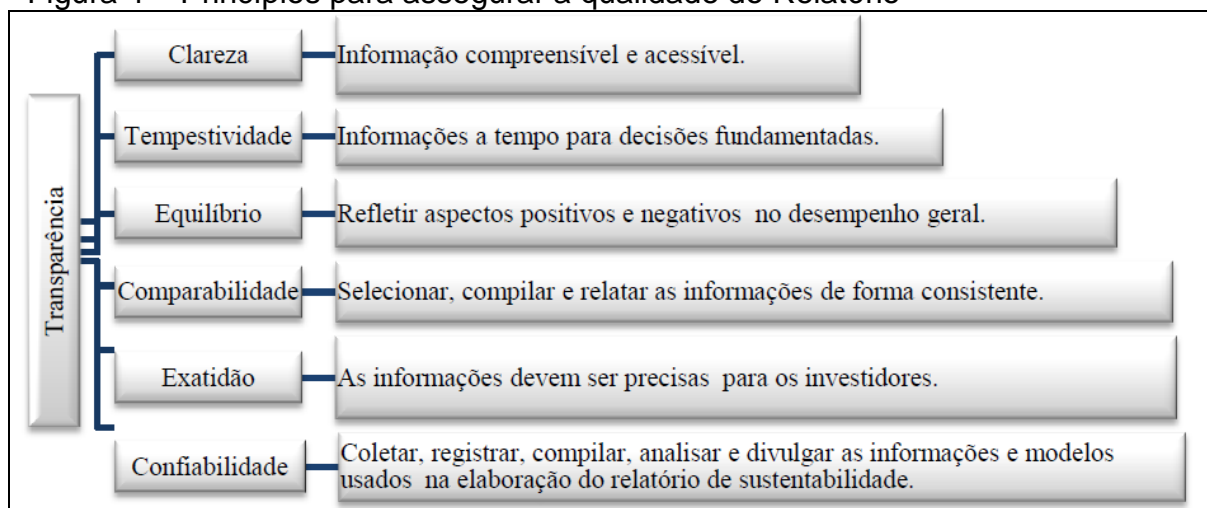 Transparência
Clareza
Informação compreensível e acessível.
Tempestividade
Informações a tempo para decisões fundamentadas.
Equilíbrio
Refletir aspectos positivos e negativos no desempenho geral.
Comparabilidade
Selecionar, compilar e relatar as informações de forma consistente.
Exatidão
As informações devem ser precisas para os investidores.
Confiabilidade
Coletar, registrar, compilar, analisar e divulgar as informações e modelos
usados na elaboração do relatório de sustentabilidade.